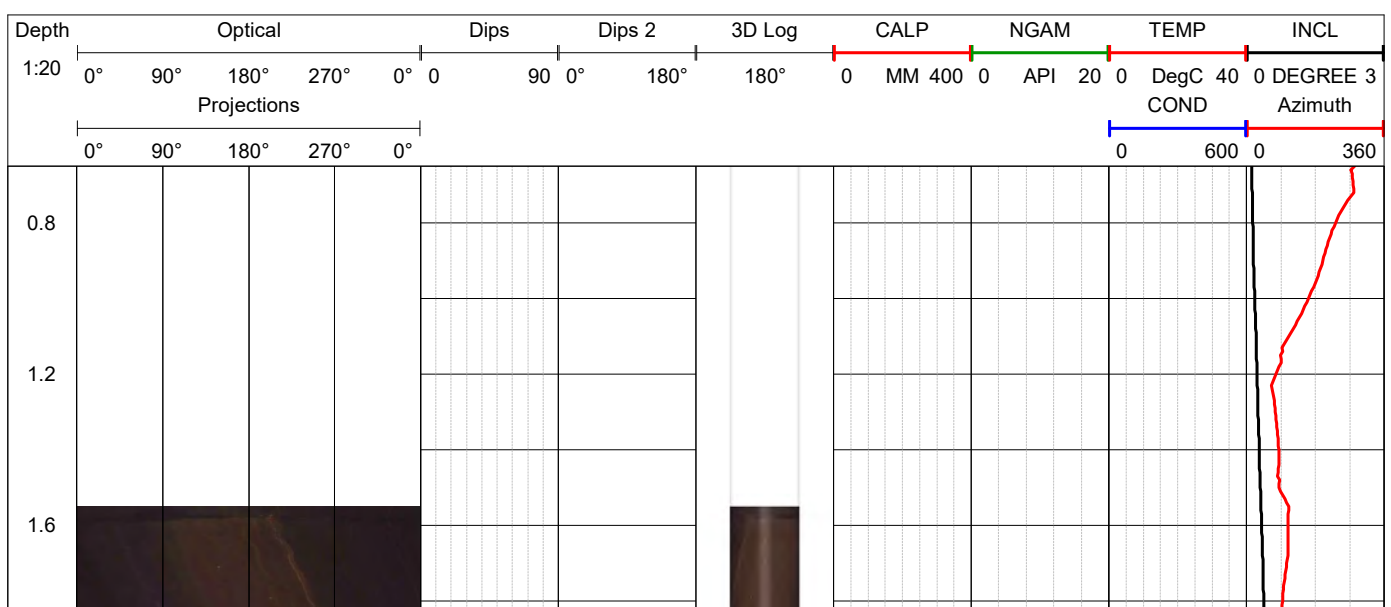 Depth Optical Dips Dips 2 3D Log CALP NGAM TEMP INCL
1:20 0° 90° 180° 270° 0° 0 90 0° 180° 180° 0 MM 400 0 API 20 0 DegC 40 0 DEGREE 3
Projections COND Azimuth
0° 90° 180° 270° 0° 0 600 0 360
0.8
1.2
1.6